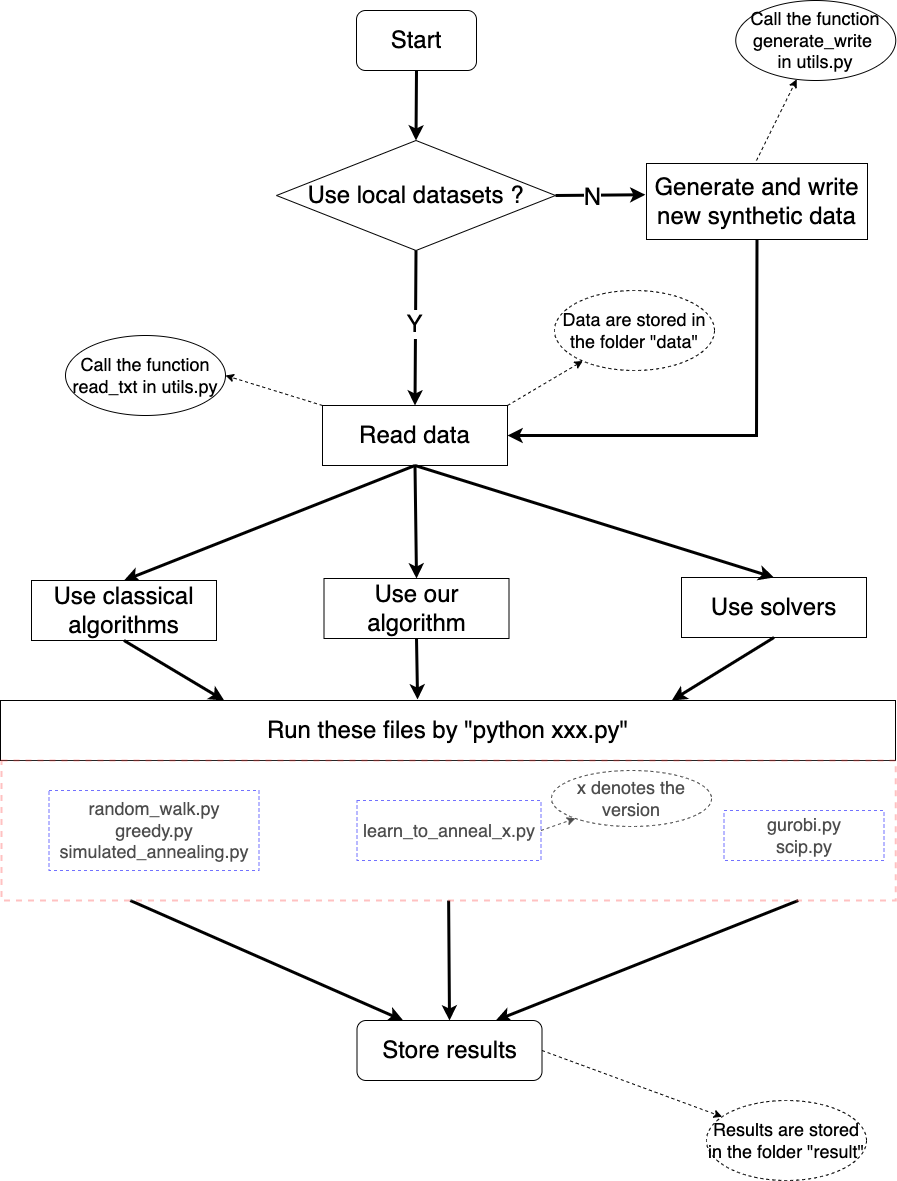 Start
Call the function
generate_write
in utils.py
Use local datasets ?
N
Generate and write
new synthetic data
Y
Data are stored in
the folder "data"
Call the function
read_txt in utils.py
Read data
Use classical
algorithms
Use our
algorithm
Use solvers
Run these files by "python xxx.py"
random_walk.py
greedy.py
simulated_annealing.py
learn_to_anneal_x.py
x denotes the
version
gurobi.py
scip.py
Store results
Results are stored
in the folder "result"